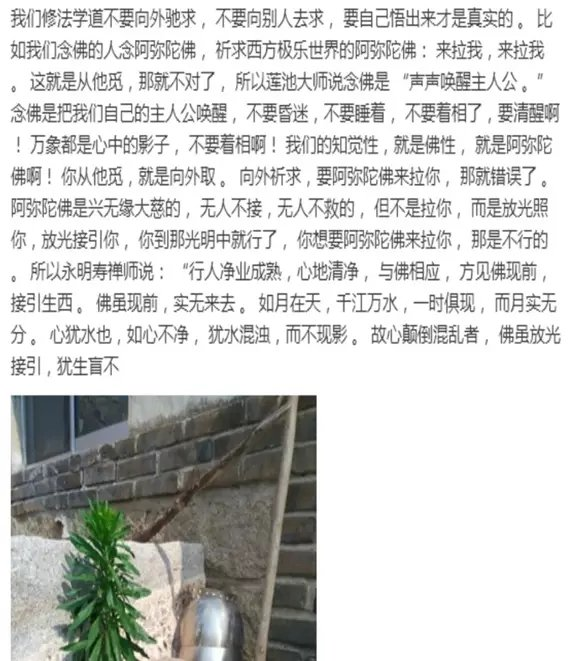 我们修法学道不要向外驰求，不要向别人去求，要自己悟出来才是真实的。比
如我们念佛的人念阿弥陀佛，祈求西方极乐世界的阿弥陀佛：来拉我，来拉我
。这就是从他觅，那就不对了，所以莲池大师说念佛是“声声唤醒主人公。”
念佛是把我们自己的主人公唤醒，不要昏迷，不要睡着，不要着相了，要清醒啊
！万象都是心中的影子，不要着相啊！我们的知觉性，就是佛性，就是阿弥陀
佛啊！你从他觅，就是向外取。向外祈求，要阿弥陀佛来拉你，那就错误了。
阿弥陀佛是兴无缘大慈的，无人不接，无人不救的，但不是拉你，而是放光照
你，放光接引你，你到那光明中就行了，你想要阿弥陀佛来拉你，那是不行的
。所以永明寿禅师说：“行人净业成熟，心地清净，与佛相应，方见佛现前，
接引生西。佛虽现前，实无来去。如月在天，千江万水，一时俱现，而月实无
分。心犹水也，如心不净，犹水混浊，而不现影。故心颠倒混乱者，佛虽放光
接引，犹生盲不